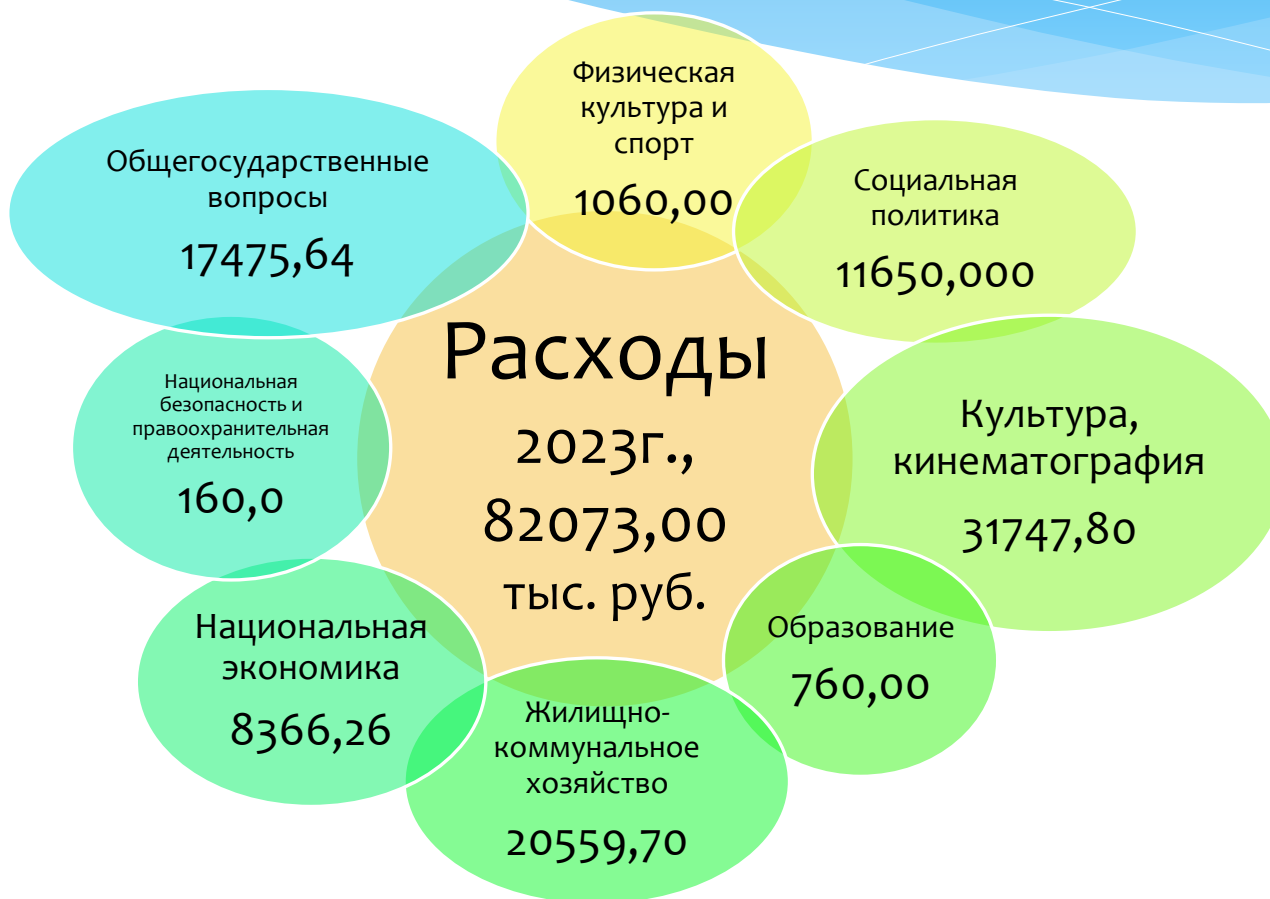 Физическая
культура и
спорт
1060,00
Социальная
политика
11650,000
Культура,
кинематография
31747,80
Образование
760,00
Жилищно-
коммунальное
хозяйство
20559,70
Национальная
экономика
8366,26
Национальная
безопасность и
правоохранительная
деятельность
160,0
Общегосударственные
вопросы
17475,64
Расходы
2023г.,
82073,00
тыс. руб.